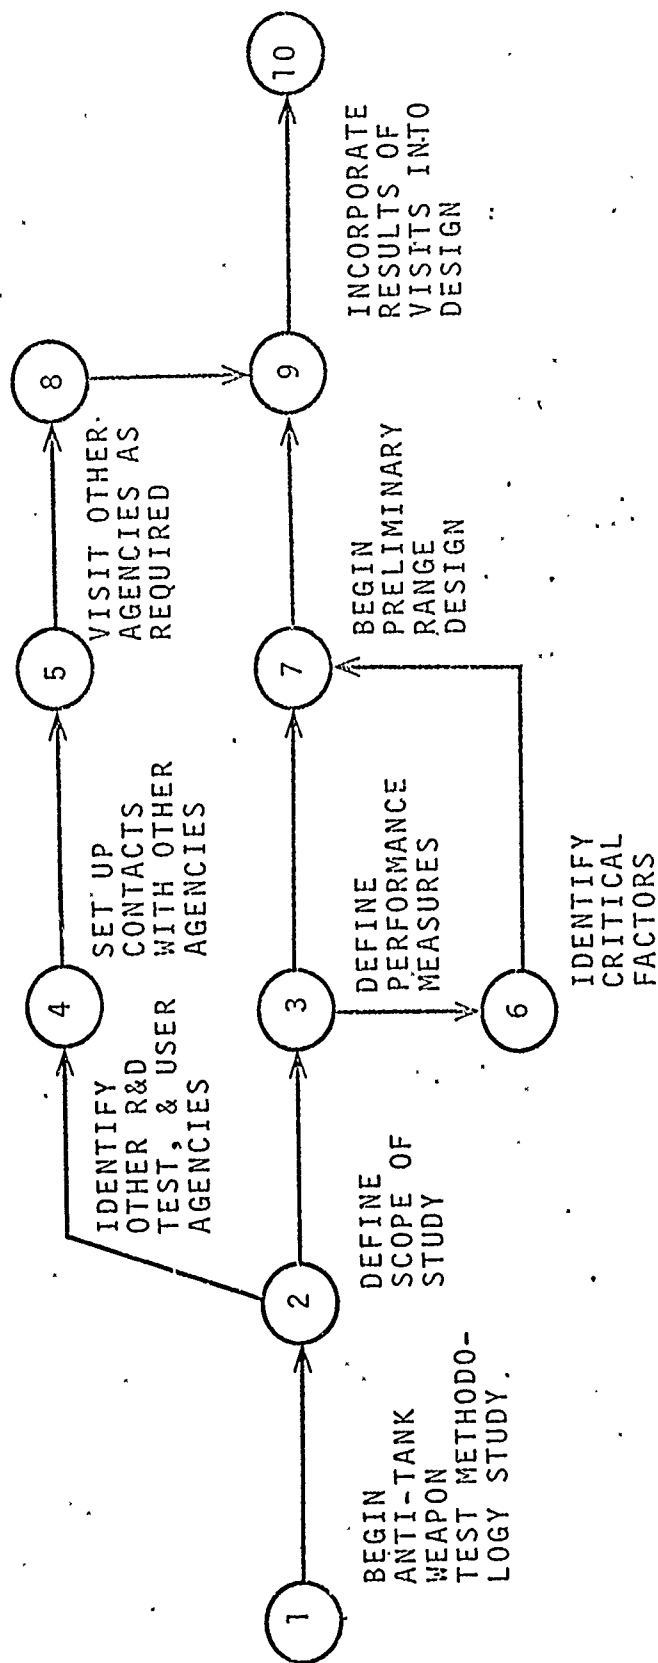 1
BEGIN
ANTI-TANK
WEAPON
TEST METHODO-
LOGY STUDY.
2
DEFINE
SCOPE OF
STUDY
IDENTIFY
OTHER R&D
TEST, & USER
AGENCIES
4
SET UP
CONTACTS
WITH OTHER
AGENCIES
5
VISIT OTHER
AGENCIES AS
REQUIRED
8
3
DEFINE
PERFORMANCE
MEASURES
6
IDENTIFY
CRITICAL
FACTORS
7
BEGIN
PRELIMINARY
RANGE
DESIGN
9
INCORPORATE
RESULTS OF
VISITS INTO
DESIGN
10